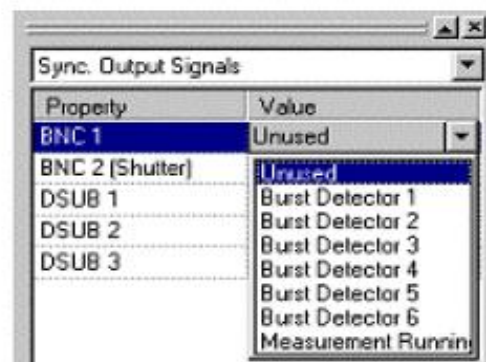 Sync. Output Signals
Property Value
BNC 1 Unused
BNC 2 (Shutter) Unused
DSUB 1 Burst Detector 1
DSUB 2 Burst Detector 2
DSUB 3 Burst Detector 3
Burst Detector 4
Burst Detector 5
Burst Detector 6
Measurement Runnin